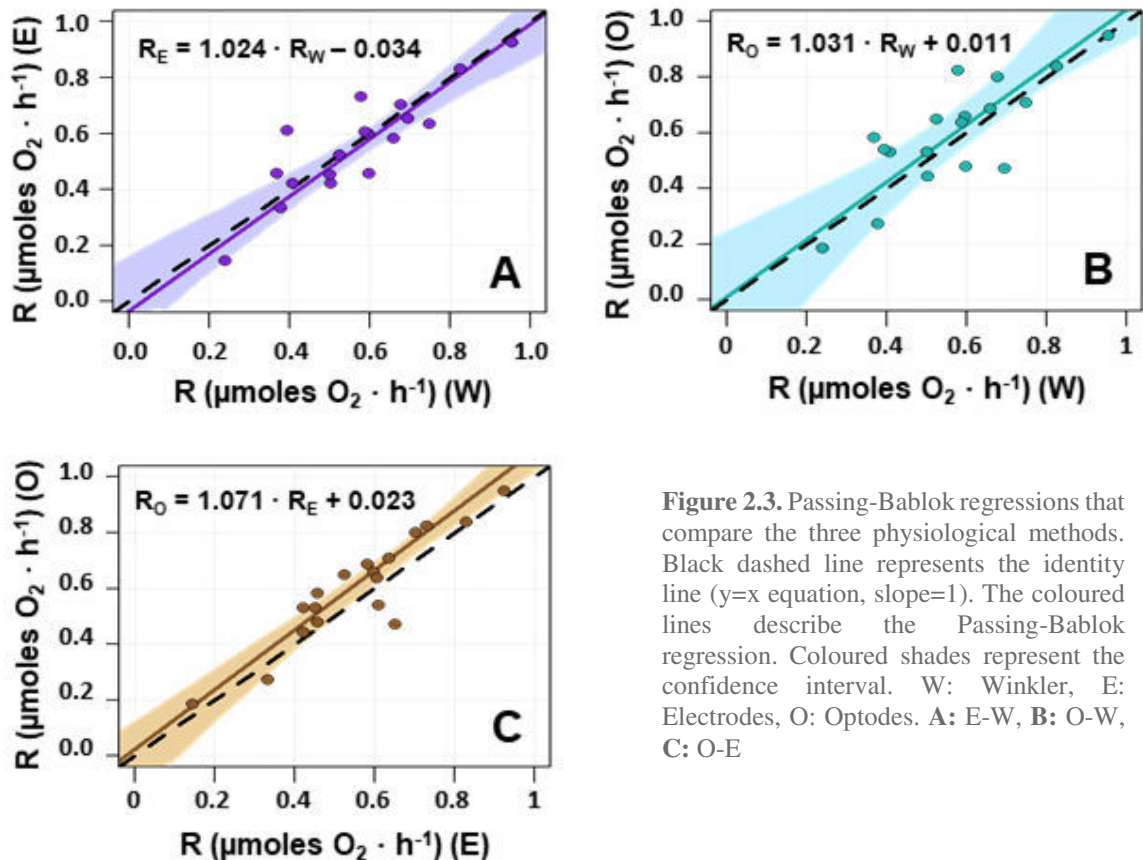 R_E = 1.024 · R_W – 0.034
A
R (µmoles O₂ · h⁻¹) (E)
1.0
0.8
0.6
0.4
0.2
0.0
0.0 0.2 0.4 0.6 0.8 1.0
R (µmoles O₂ · h⁻¹) (W)
R_O = 1.031 · R_W + 0.011
B
R (µmoles O₂ · h⁻¹) (O)
1.0
0.8
0.6
0.4
0.2
0.0
0 0.2 0.4 0.6 0.8 1
R (µmoles O₂ · h⁻¹) (W)
R_O = 1.071 · R_E + 0.023
C
R (µmoles O₂ · h⁻¹) (O)
1.0
0.8
0.6
0.4
0.2
0.0
0 0.2 0.4 0.6 0.8 1
R (µmoles O₂ · h⁻¹) (E)
Figure 2.3. Passing-Bablok regressions that
compare the three physiological methods.
Black dashed line represents the identity
line (y=x equation, slope=1). The coloured
lines describe the Passing-Bablok
regression. Coloured shades represent the
confidence interval. W: Winkler, E:
Electrodes, O: Optodes. A: E-W, B: O-W,
C: O-E